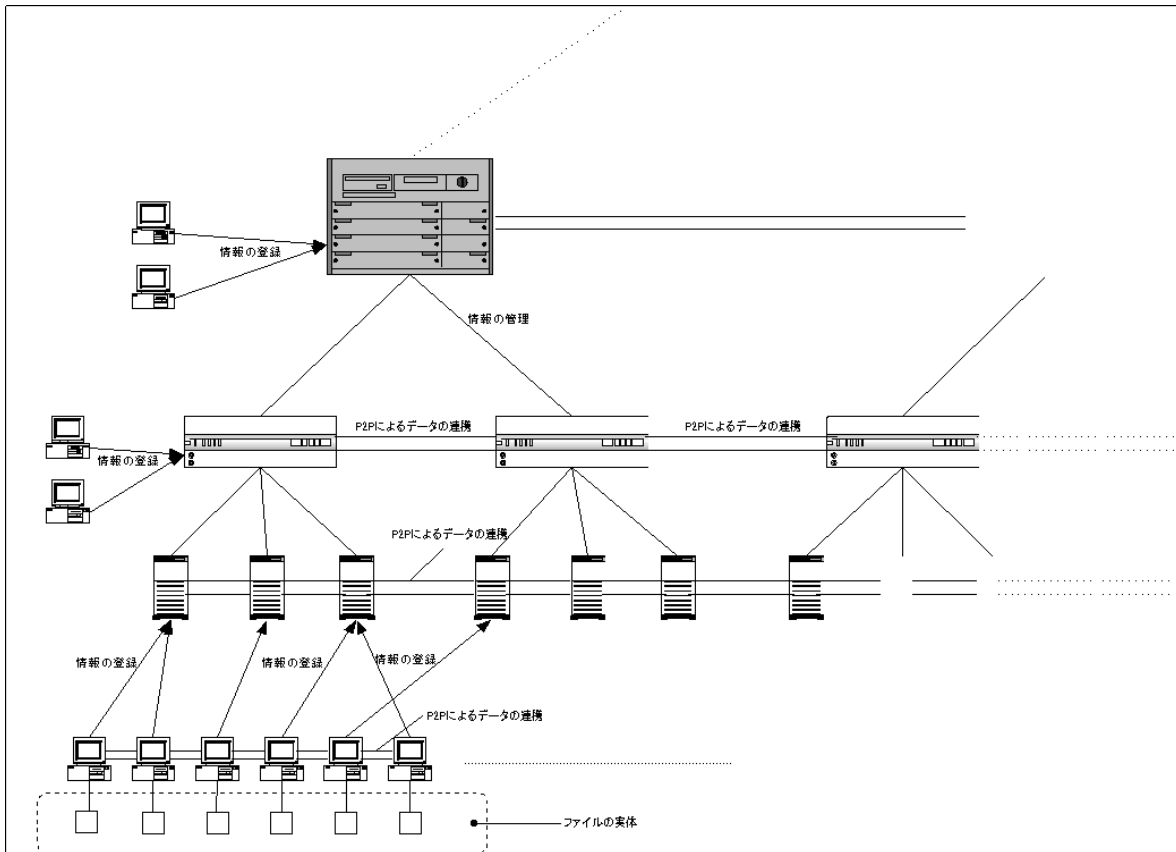 情報の登録
情報の管理
P2Pによるデータの連携
P2Pによるデータの連携
情報の登録
P2Pによるデータの連携
情報の登録
情報の登録
情報の登録
P2Pによるデータの連携
ファイルの実体